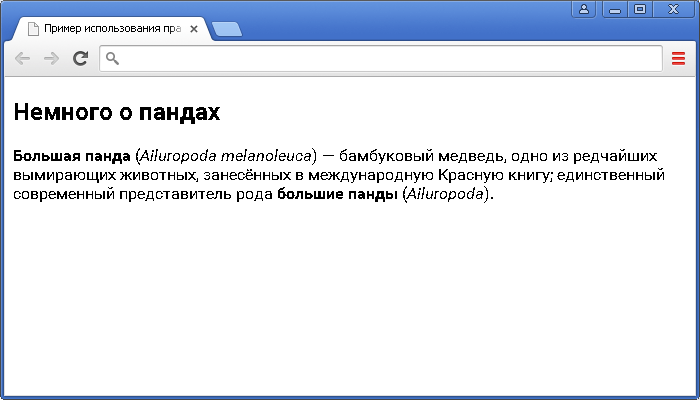 Пример использования пра
Немного о пандах
Большая панда (Ailuropoda melanoleuca) — бамбуковый медведь, одно из редчайших
вымирающих животных, занесённых в международную Красную книгу; единственный
современный представитель рода большие панды (Ailuropoda).